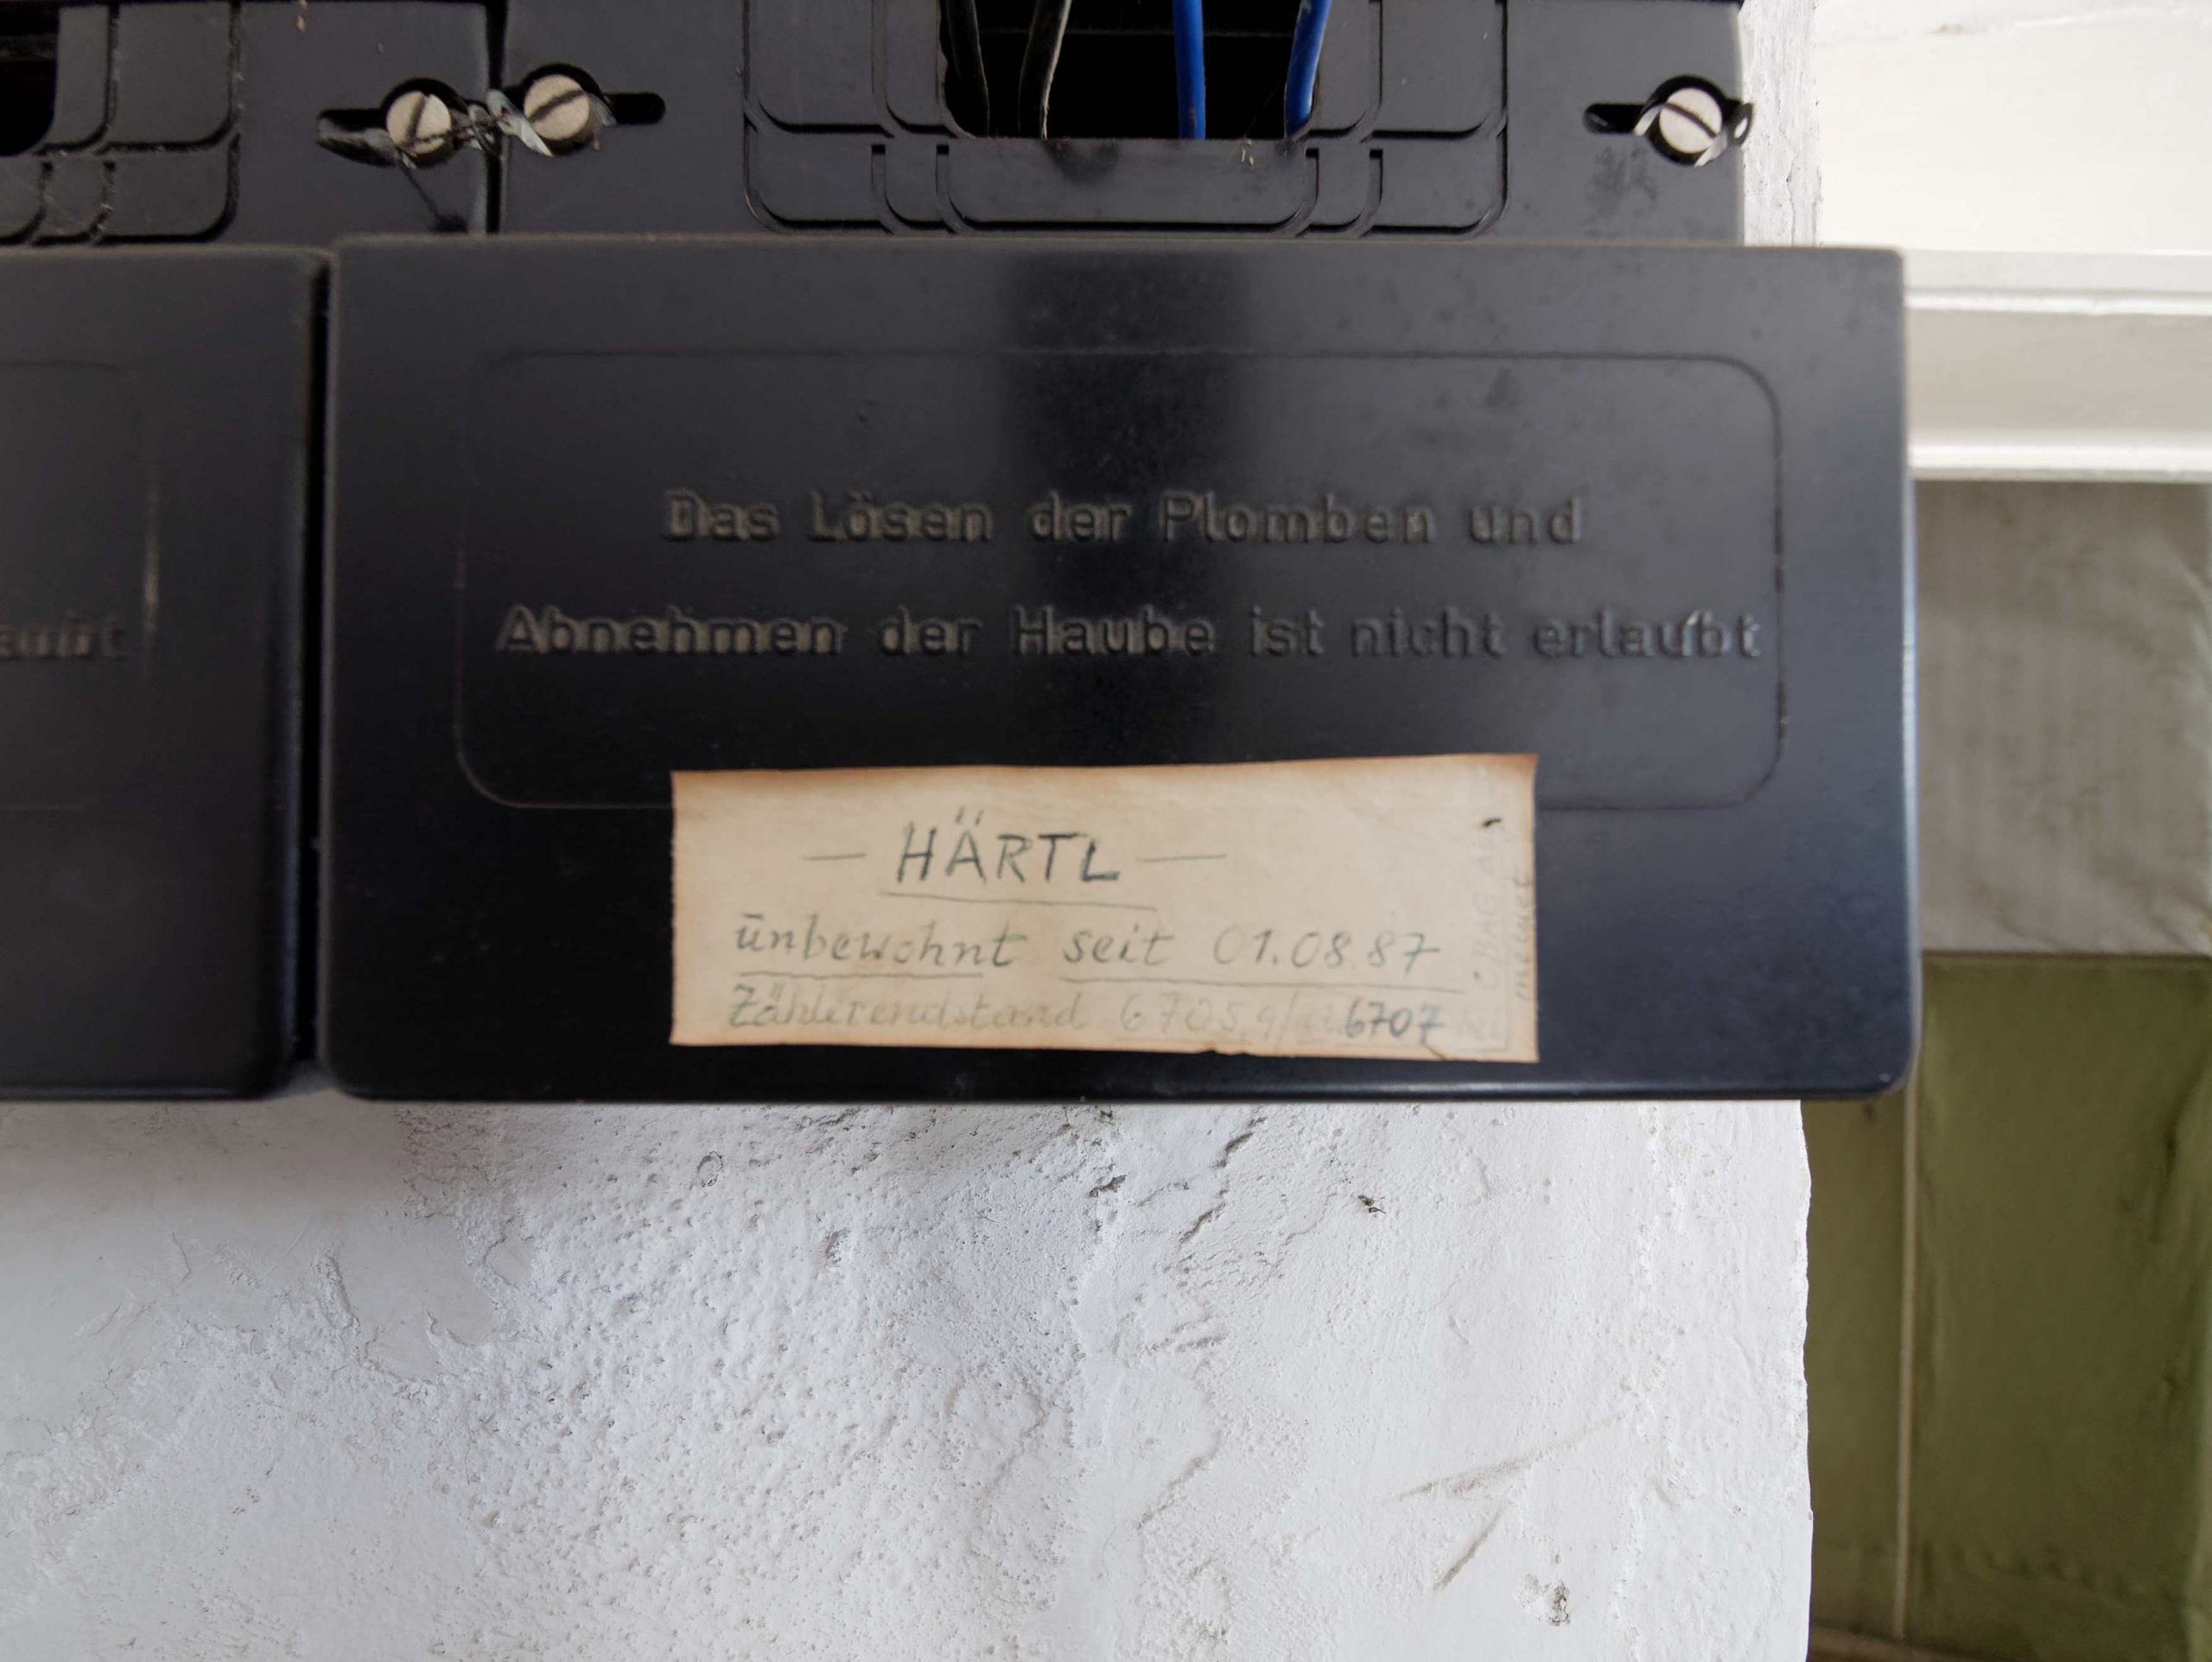 Das Lösen der Plomben und
Abnehmen der Haube ist nicht erlaubt
— HÄRTL —
unbewohnt seit 01.08.87
Zählerendstand 6705,9/ 6707